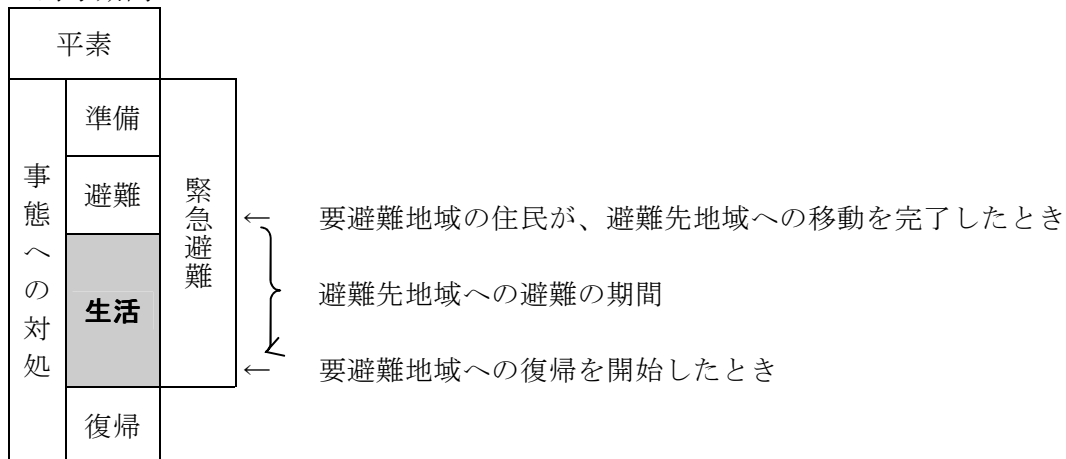 平素
準備
事態への対処
避難
緊急避難
← 要避難地域の住民が、避難先地域への移動を完了したとき
生活
避難先地域への避難の期間
← 要避難地域への復帰を開始したとき
復帰